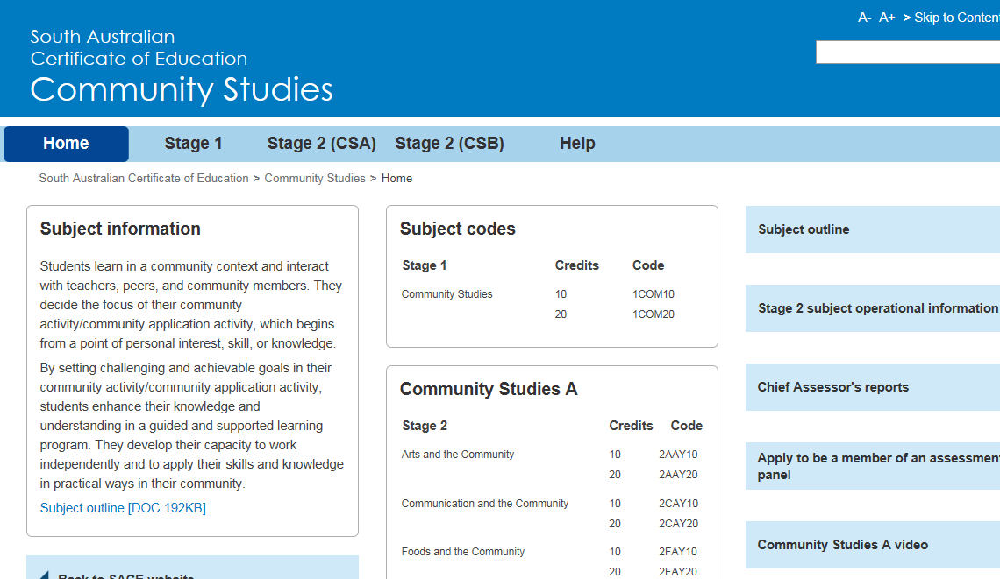 A- A+ > Skip to Conten
South Australian
Certificate of Education
Community Studies
Home Stage 1 Stage 2 (CSA) Stage 2 (CSB) Help
South Australian Certificate of Education > Community Studies > Home
Subject information
Students learn in a community context and interact
with teachers, peers, and community members. They
decide the focus of their community
activity/community application activity, which begins
from a point of personal interest, skill, or knowledge.
By setting challenging and achievable goals in their
community activity/community application activity,
students enhance their knowledge and
understanding in a guided and supported learning
program. They develop their capacity to work
independently and to apply their skills and knowledge
in practical ways in their community.
Subject outline [DOC 192KB]
Back to SACE website
Subject codes
Stage 1 Credits Code
Community Studies 10 1COM10
20 1COM20
Community Studies A
Stage 2 Credits Code
Arts and the Community 10 2AAY10
20 2AAY20
Communication and the Community 10 2CAY10
20 2CAY20
Foods and the Community 10 2FAY10
20 2FAY20
Subject outline
Stage 2 subject operational information
Chief Assessor's reports
Apply to be a member of an assessment
panel
Community Studies A video